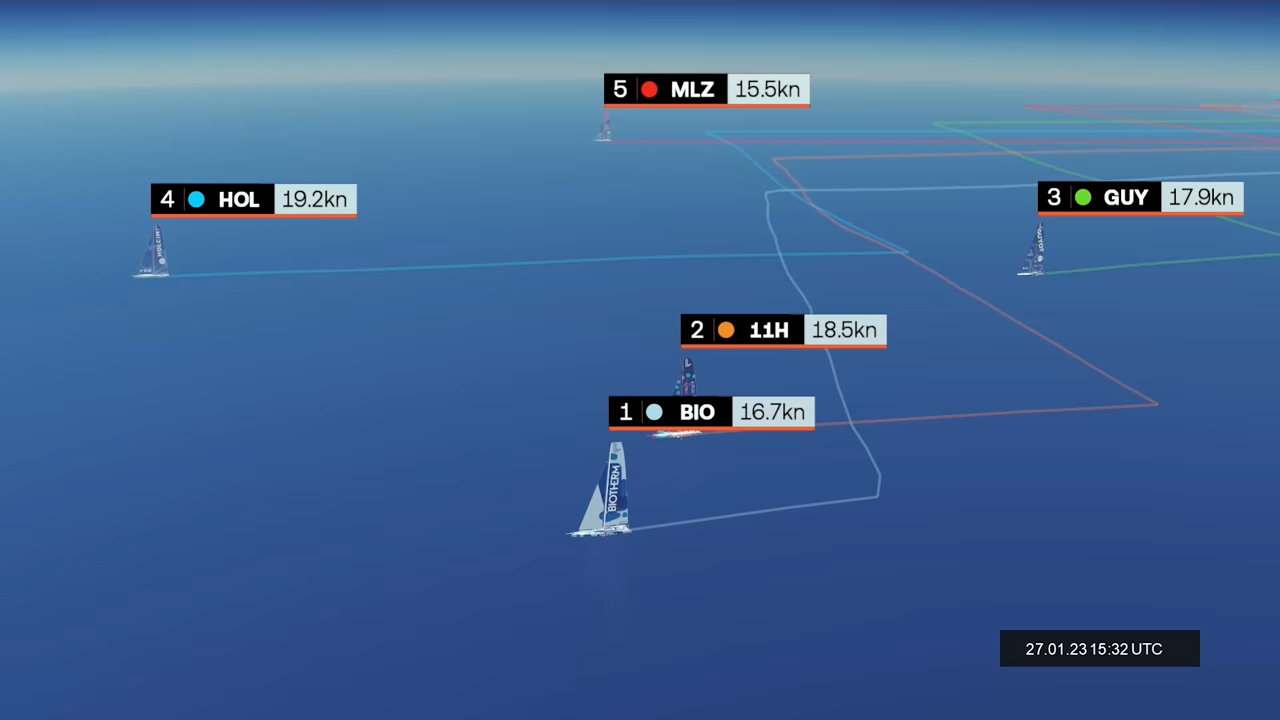 5 MLZ 15.5kn
4 HOL 19.2kn
3 GUY 17.9kn
2 11H 18.5kn
1 BIO 16.7kn
HOLCIM
BIOTHERM
27.01.23 15:32 UTC